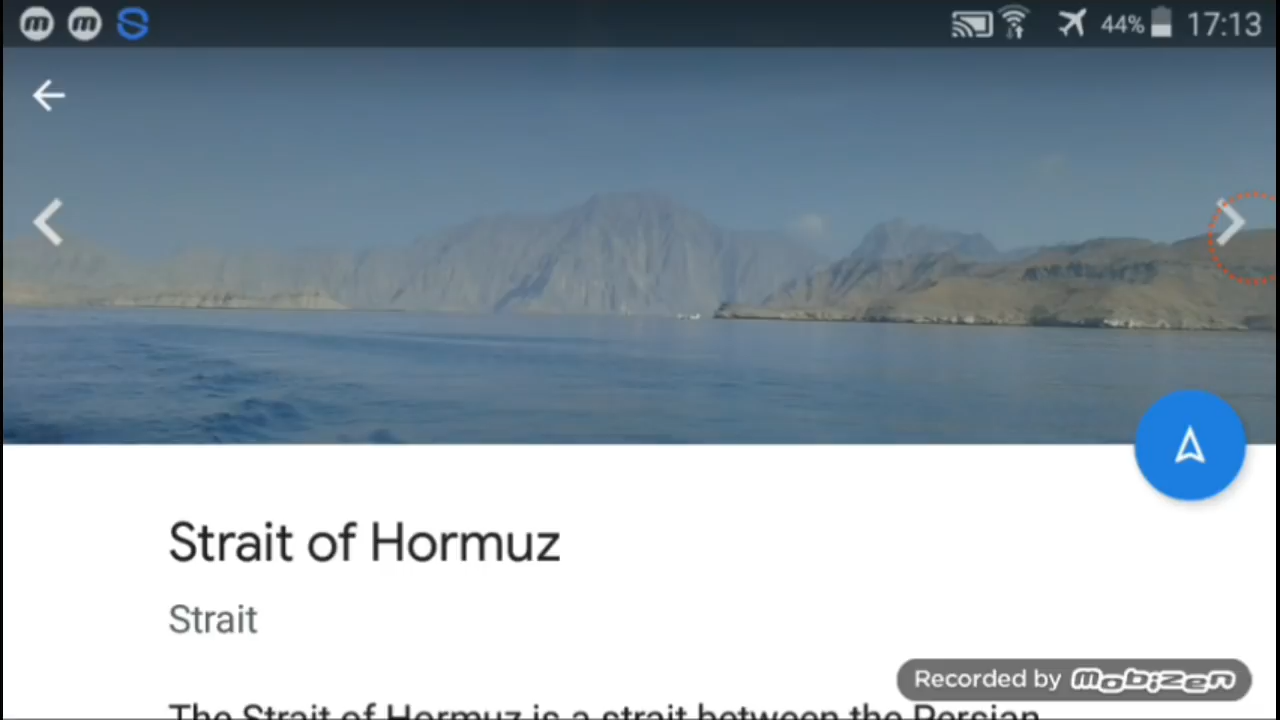 44% 17:13
Strait of Hormuz
Strait
Recorded by mobizen
The Strait of Hormuz is a strait between the Persian